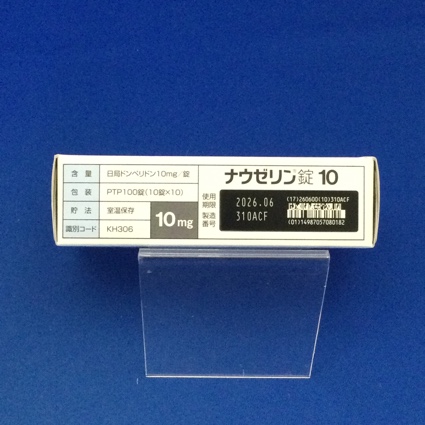 含量 日局ドンペリドン10mg 錠
包装 PTP100錠(10錠×10)
貯法 室温保存
識別コード KH306
10mg
ナウゼリン®錠 10
使用期限 2026.06
製造番号 310ACF
(17)260600(10)310ACF
(01)14987057080182